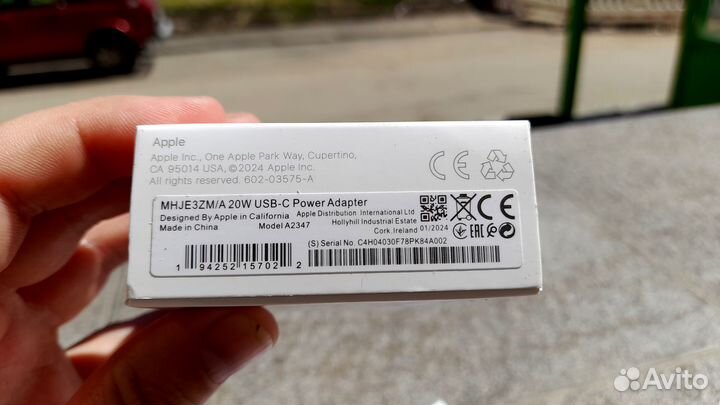 Apple
Apple Inc., One Apple Park Way, Cupertino,
CA 95014 USA, ©2024 Apple Inc.
All rights reserved. 602-03575-A
MHJE3ZM/A 20W USB-C Power Adapter
Designed By Apple in California
Made in China
Model A2347
Apple Distribution International Ltd
Hollyhill Industrial Estate
Cork, Ireland 01/2024
(S) Serial No. C4H04030F78PK84A002
1 94252 15702 2
CE
EAC
Avito